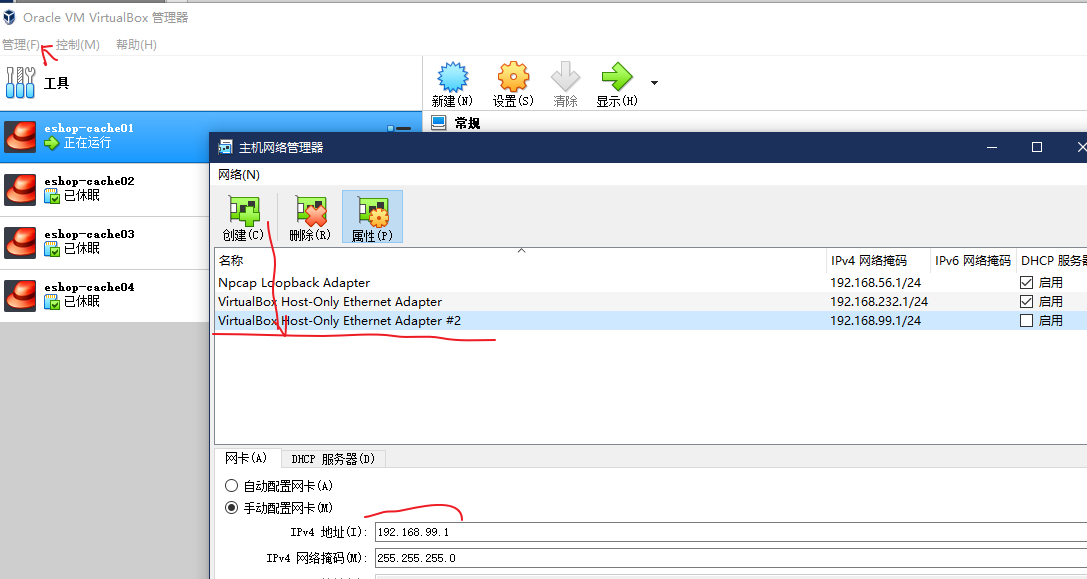 Oracle VM VirtualBox 管理器
管理(F) 控制(M) 帮助(H)
工具
新建(N) 设置(S) 清除 显示(H)
常规
eshop-cache01
正在运行
主机网络管理器
网络(N)
eshop-cache02
已休眠
创建(C) 删除(R) 属性(P)
eshop-cache03
已休眠
名称 IPv4 网络掩码 IPv6 网络掩码 DHCP 服务器
Npcap Loopback Adapter 192.168.56.1/24 启用
eshop-cache04
已休眠
VirtualBox Host-Only Ethernet Adapter 192.168.232.1/24 启用
VirtualBox Host-Only Ethernet Adapter #2 192.168.99.1/24 启用
网卡(A) DHCP 服务器(D)
自动配置网卡(A)
手动配置网卡(M)
IPv4 地址(I): 192.168.99.1
IPv4 网络掩码(M): 255.255.255.0